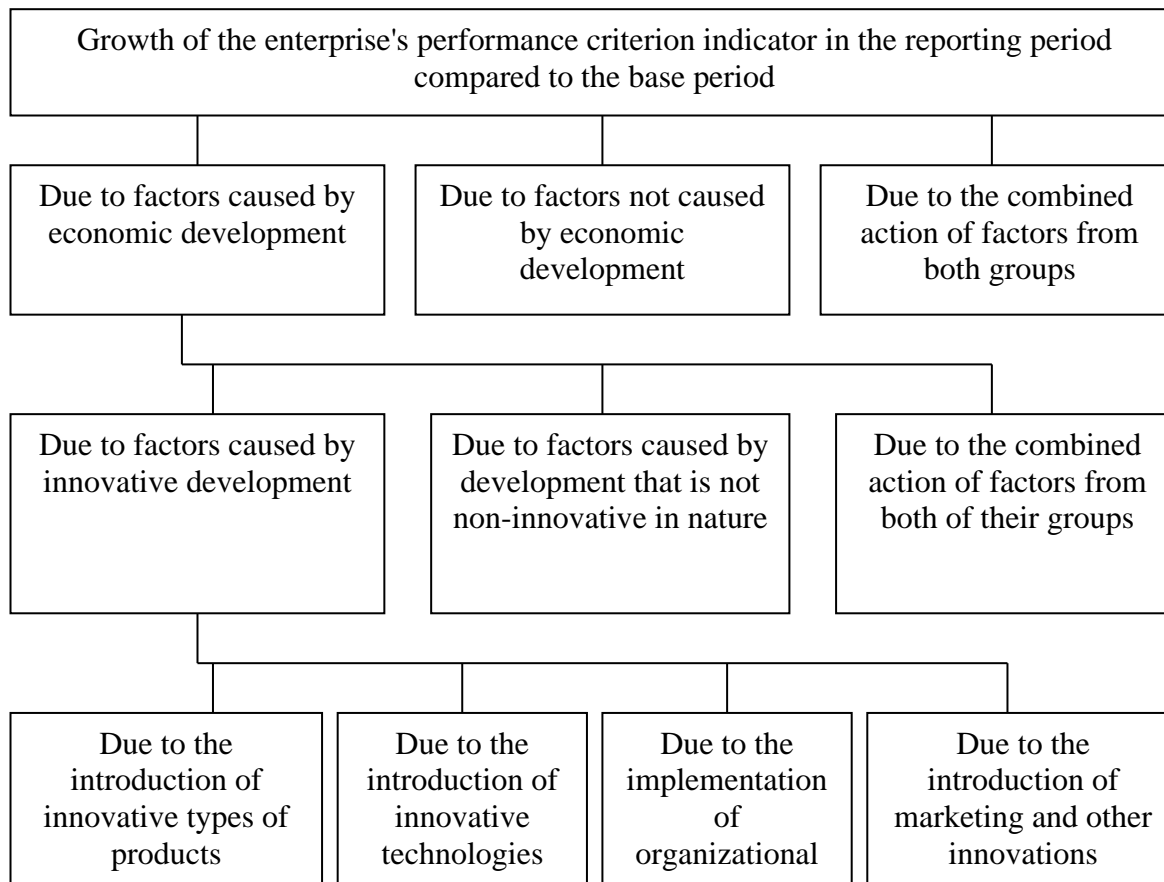 Growth of the enterprise's performance criterion indicator in the reporting period
compared to the base period
Due to factors caused by
economic development
Due to factors not caused
by economic
development
Due to the combined
action of factors from
both groups
Due to factors caused by
innovative development
Due to factors caused by
development that is not
non-innovative in nature
Due to the combined
action of factors from
both of their groups
Due to the
introduction of
innovative types of
products
Due to the
introduction of
innovative
technologies
Due to the
implementation
of
organizational
Due to the
introduction of
marketing and other
innovations